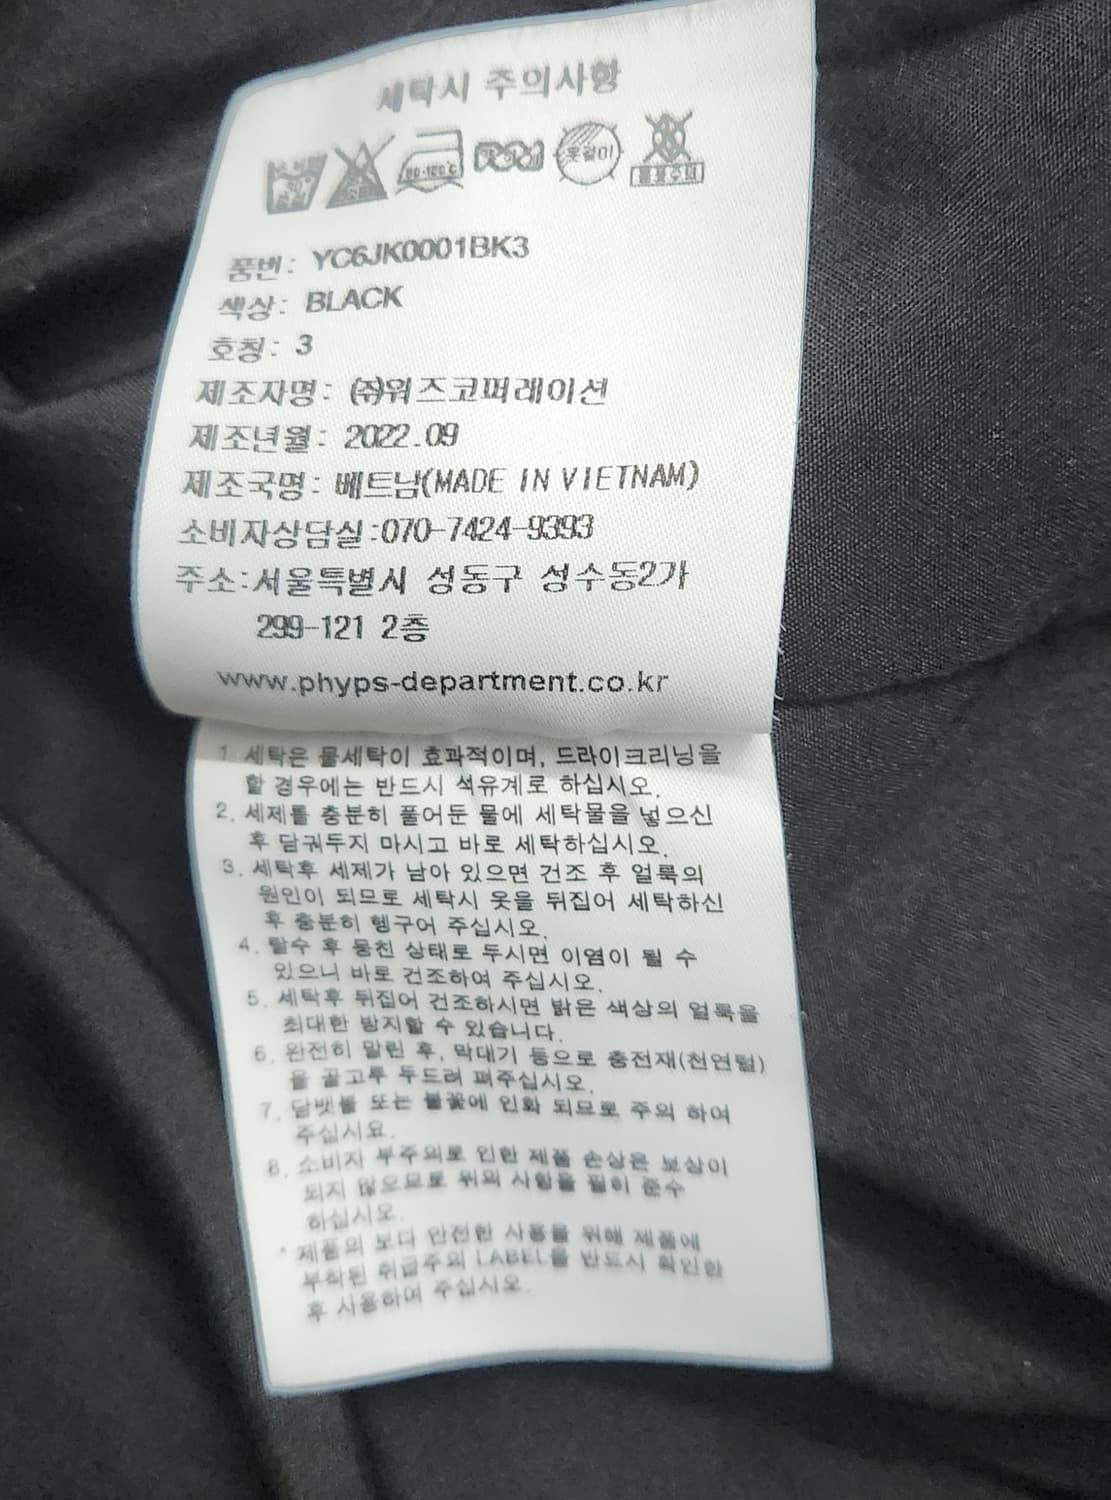 세탁시 주의사항
80-120℃
옷걸이
품번: YC6JK0001BK3
색상: BLACK
호칭: 3
제조자명: (주)워즈코퍼레이션
제조년월: 2022.09
제조국명: 베트남(MADE IN VIETNAM)
소비자상담실:070-7424-9393
주소:서울특별시 성동구 성수동2가
299-121 2층
www.phyps-department.co.kr
1. 세탁은 물세탁이 효과적이며, 드라이크리닝을
할 경우에는 반드시 석유계로 하십시오.
2. 세제를 충분히 풀어둔 물에 세탁물을 넣으신
후 담궈두지 마시고 바로 세탁하십시오.
3. 세탁후 세제가 남아 있으면 건조 후 얼룩의
원인이 되므로 세탁시 옷을 뒤집어 세탁하신
후 충분히 헹구어 주십시오.
4. 탈수 후 뭉친 상태로 두시면 이염이 될 수
있으니 바로 건조하여 주십시오.
5. 세탁후 뒤집어 건조하시면 밝은 색상의 얼룩을
최대한 방지할 수 있습니다.
6. 완전히 말린 후, 막대기 등으로 충전재(천연털)
을 골고루 두드려 펴주십시오.
7. 담뱃불 또는 불꽃에 인화 되므로 주의 하여
주십시요.
8. 소비자 부주의로 인한 제품 손상은 보상이
되지 않으므로 위의 사항을 필히 준수
하십시오.
* 제품의 보다 안전한 사용을 위해 제품에
부착된 취급주의 LABEL을 반드시 확인한
후 사용하여 주십시오.